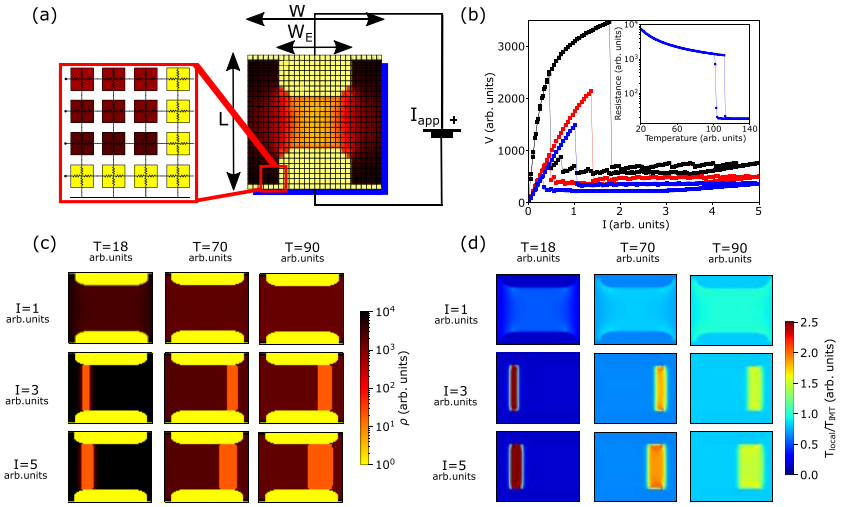 (a)
W
W_E
L
I_app
+
(b)
V (arb. units)
3000
2000
1000
0
0
1
2
3
4
5
I (arb. units)
Resistance (arb. units)
10^4
10^3
10^2
20
60
100
140
Temperature (arb. units)
(c)
T=18
arb.units
T=70
arb.units
T=90
arb.units
I=1
arb.units
I=3
arb.units
I=5
arb.units
10^4
10^3
10^2
10^1
10^0
ρ (arb. units)
(d)
T=18
arb.units
T=70
arb.units
T=90
arb.units
I=1
arb.units
I=3
arb.units
I=5
arb.units
2.5
2.0
1.5
1.0
0.5
0.0
T_local/T_IMT (arb. units)